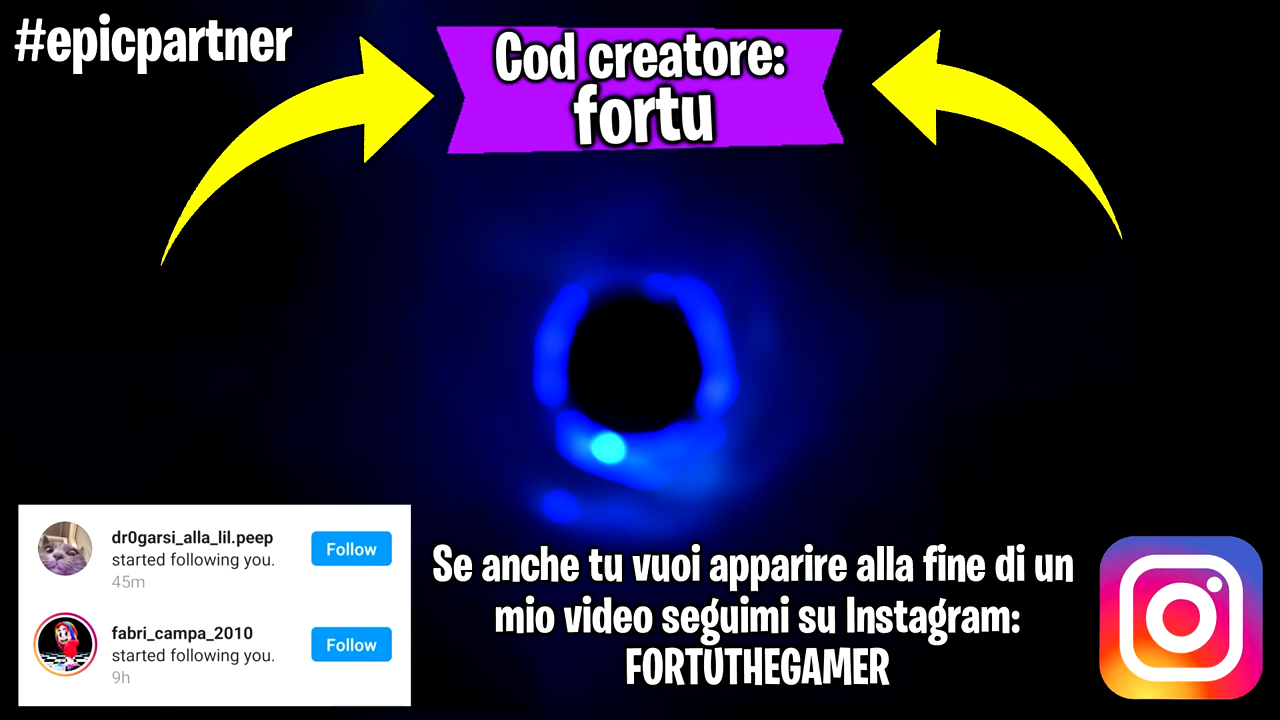 #epicpartner
Cod creatore:
fortu
dr0garsi_alla_lil.peep
started following you.
45m
Follow
fabri_campa_2010
started following you.
9h
Follow
Se anche tu vuoi apparire alla fine di un
mio video seguimi su Instagram:
FORTUTHEGAMER